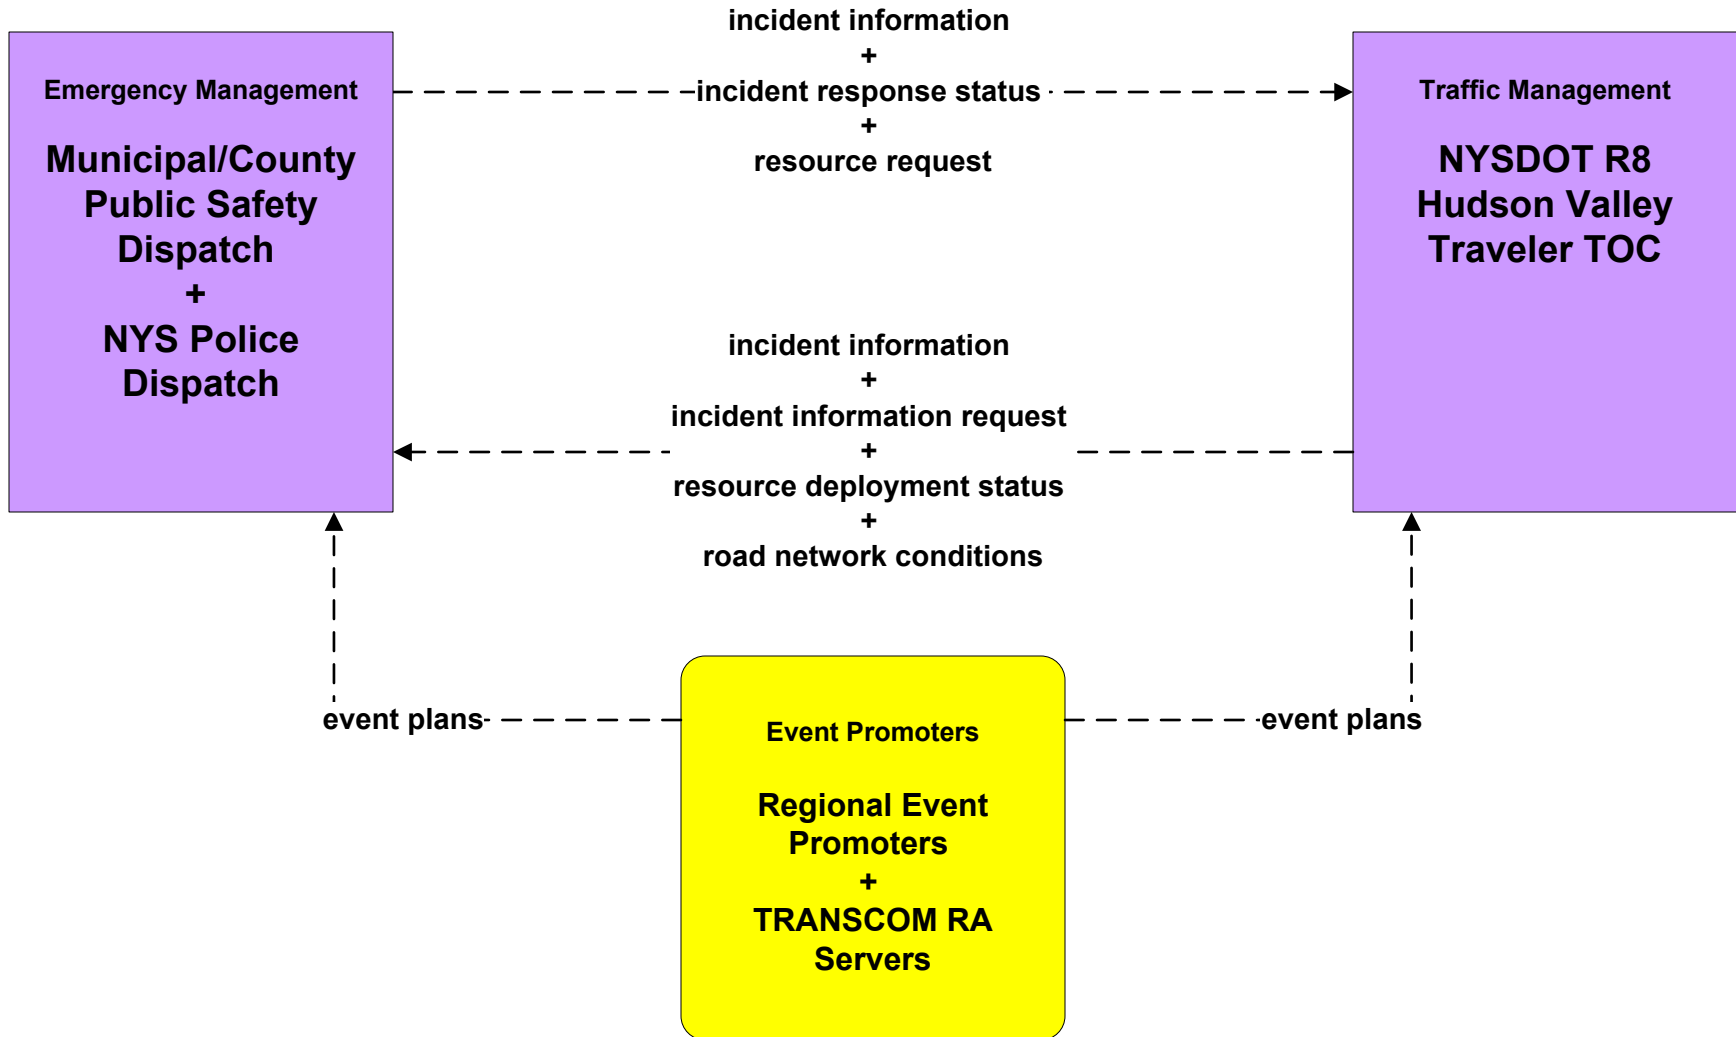 incident information
+
incident response status
+
resource request
Emergency Management
Municipal/County
Public Safety
Dispatch
+
NYS Police
Dispatch
Traffic Management
NYSDOT R8
Hudson Valley
Traveler TOC
incident information
+
incident information request
+
resource deployment status
+
road network conditions
event plans
event plans
Event Promoters
Regional Event
Promoters
+
TRANSCOM RA
Servers